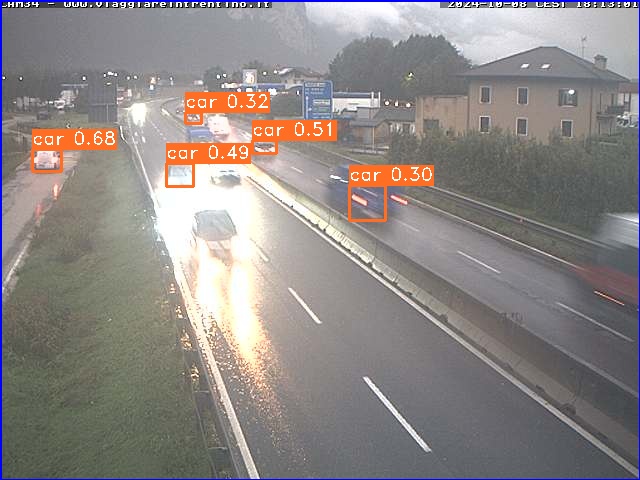 CAM34 - WWW.Viaggiareintrentino.it
2024-10-08 CEST 18:13:01
car 0.32
car 0.68
car 0.51
car 0.49
car 0.30